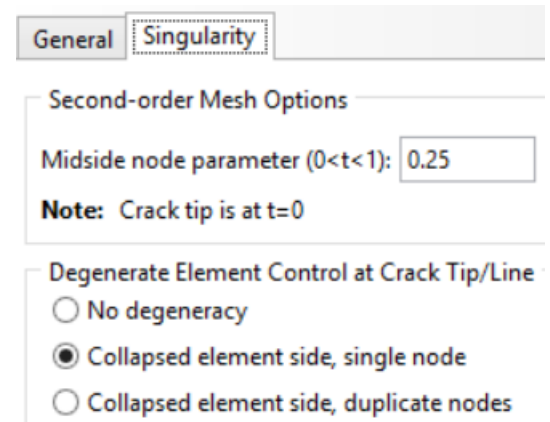 General Singularity
Second-order Mesh Options
Midside node parameter (0<t<1): 0.25
Note: Crack tip is at t=0
Degenerate Element Control at Crack Tip/Line
No degeneracy
Collapsed element side, single node
Collapsed element side, duplicate nodes